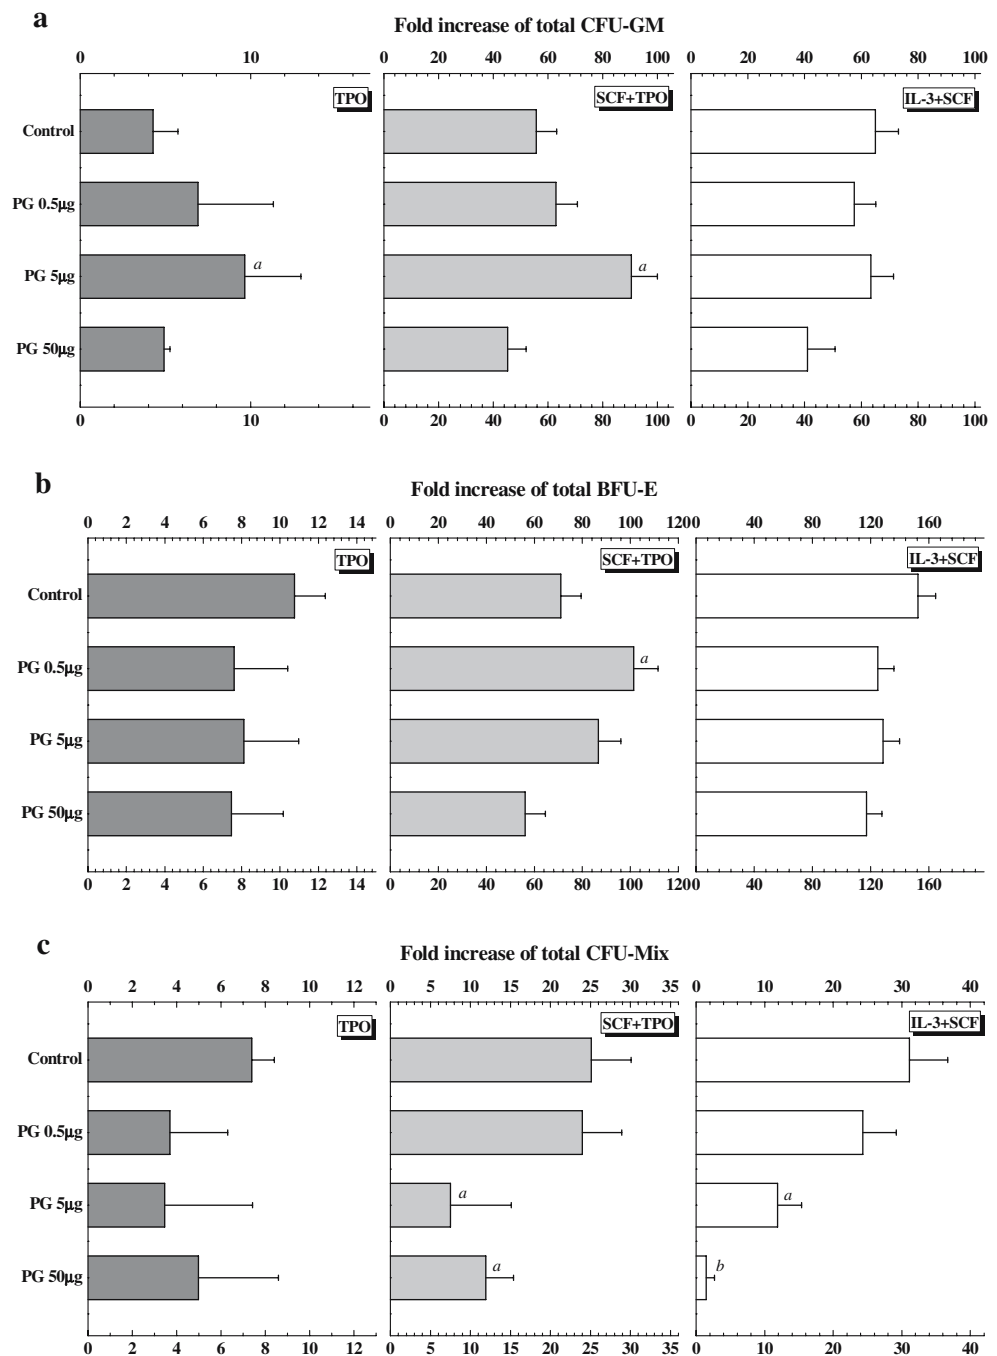 a
Fold increase of total CFU-GM
0 10 0 20 40 60 80 100 0 20 40 60 80 100
TPO SCF+TPO IL-3+SCF
Control
PG 0.5µg
PG 5µg a a
PG 50µg
0 10 0 20 40 60 80 100 0 20 40 60 80 100
b
Fold increase of total BFU-E
0 2 4 6 8 10 12 14 0 20 40 60 80 100 120 0 40 80 120 160
TPO SCF+TPO IL-3+SCF
Control
PG 0.5µg a
PG 5µg
PG 50µg
0 2 4 6 8 10 12 14 0 20 40 60 80 100 120 0 40 80 120 160
c
Fold increase of total CFU-Mix
0 2 4 6 8 10 12 0 5 10 15 20 25 30 35 0 10 20 30 40
TPO SCF+TPO IL-3+SCF
Control
PG 0.5µg
PG 5µg a a
PG 50µg a b
0 2 4 6 8 10 12 0 5 10 15 20 25 30 35 0 10 20 30 40